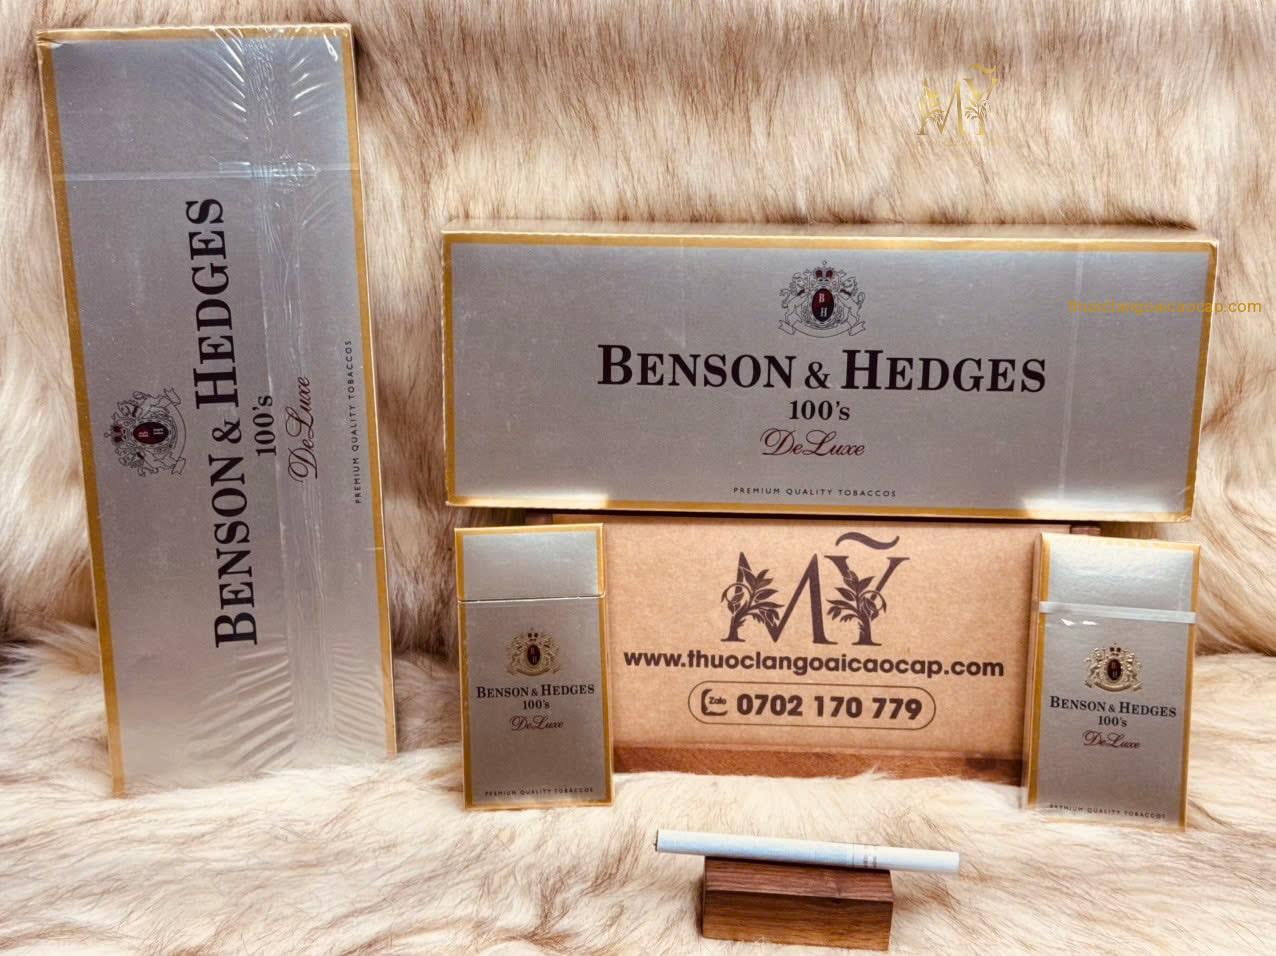 MỸ
thuoclangoaicaocap.com
BENSON & HEDGES
100's
DeLuxe
PREMIUM QUALITY TOBACCOS
B
H
B
H
BENSON & HEDGES
100's
DeLuxe
PREMIUM QUALITY TOBACCOS
MỸ
www.thuoclangoaicaocap.com
Zalo 0702 170 779
BENSON & HEDGES
100's
DeLuxe
PREMIUM QUALITY TOBACCOS
BENSON & HEDGES
100's
DeLuxe
PREMIUM QUALITY TOBACCOS